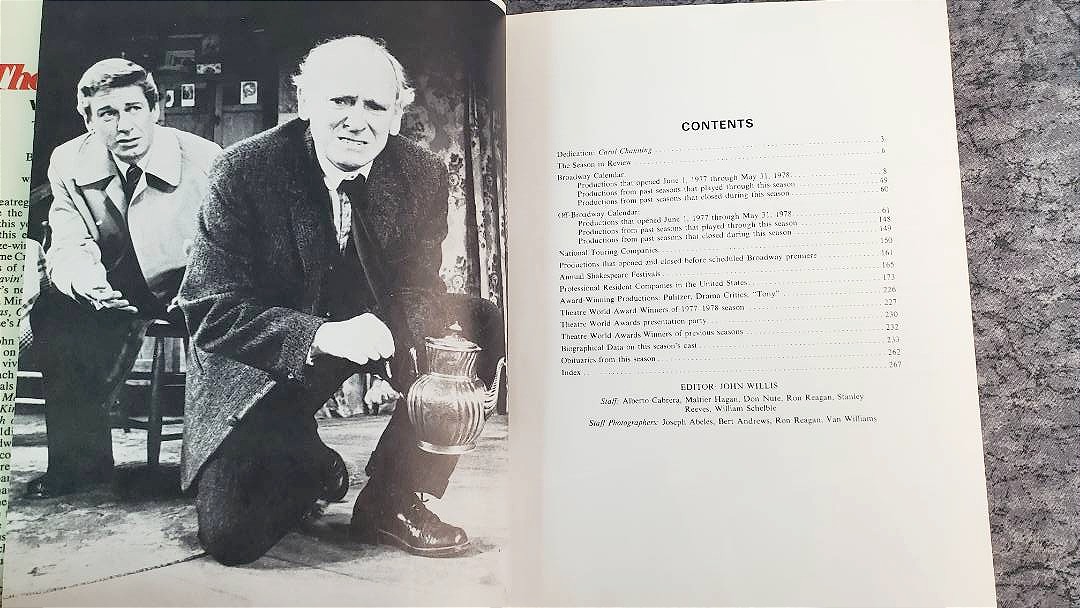 The
CONTENTS
Dedication: Carol Channing 3
The Season in Review 6
Broadway Calendar:
Productions that opened June 1, 1977 through May 31, 1978 8
Productions from past seasons that played through this season 49
Productions from past seasons that closed during this season 60
Off-Broadway Calendar:
Productions that opened June 1, 1977 through May 31, 1978 61
Productions from past seasons that played through this season 148
Productions from past seasons that closed during this season 149
National Touring Companies 150
Productions that opened and closed before scheduled Broadway premiere 161
Annual Shakespeare Festivals 165
Professional Resident Companies in the United States 173
Award-Winning Productions: Pulitzer, Drama Critics, "Tony" 226
Theatre World Award Winners of 1977-1978 season 227
Theatre World Awards presentation party 230
Theatre World Awards Winners of previous seasons 232
Biographical Data on this season's cast 233
Obituaries from this season 262
Index 267
EDITOR: JOHN WILLIS
Staff: Alberto Cabrera, Maltier Hagan, Don Nute, Ron Reagan, Stanley
Reeves, William Schelble
Staff Photographers: Joseph Abeles, Bert Andrews, Ron Reagan, Van Williams